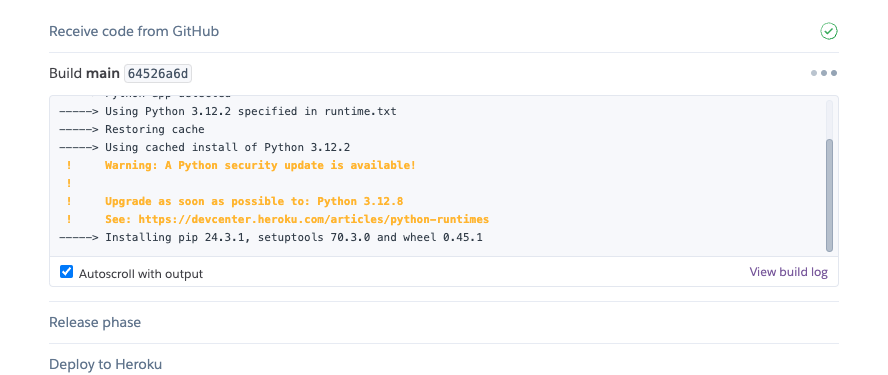 Receive code from GitHub
Build main 64526a6d
Python app detected
-----> Using Python 3.12.2 specified in runtime.txt
-----> Restoring cache
-----> Using cached install of Python 3.12.2
! Warning: A Python security update is available!
!
! Upgrade as soon as possible to: Python 3.12.8
! See: https://devcenter.heroku.com/articles/python-runtimes
-----> Installing pip 24.3.1, setuptools 70.3.0 and wheel 0.45.1
Autoscroll with output
View build log
Release phase
Deploy to Heroku